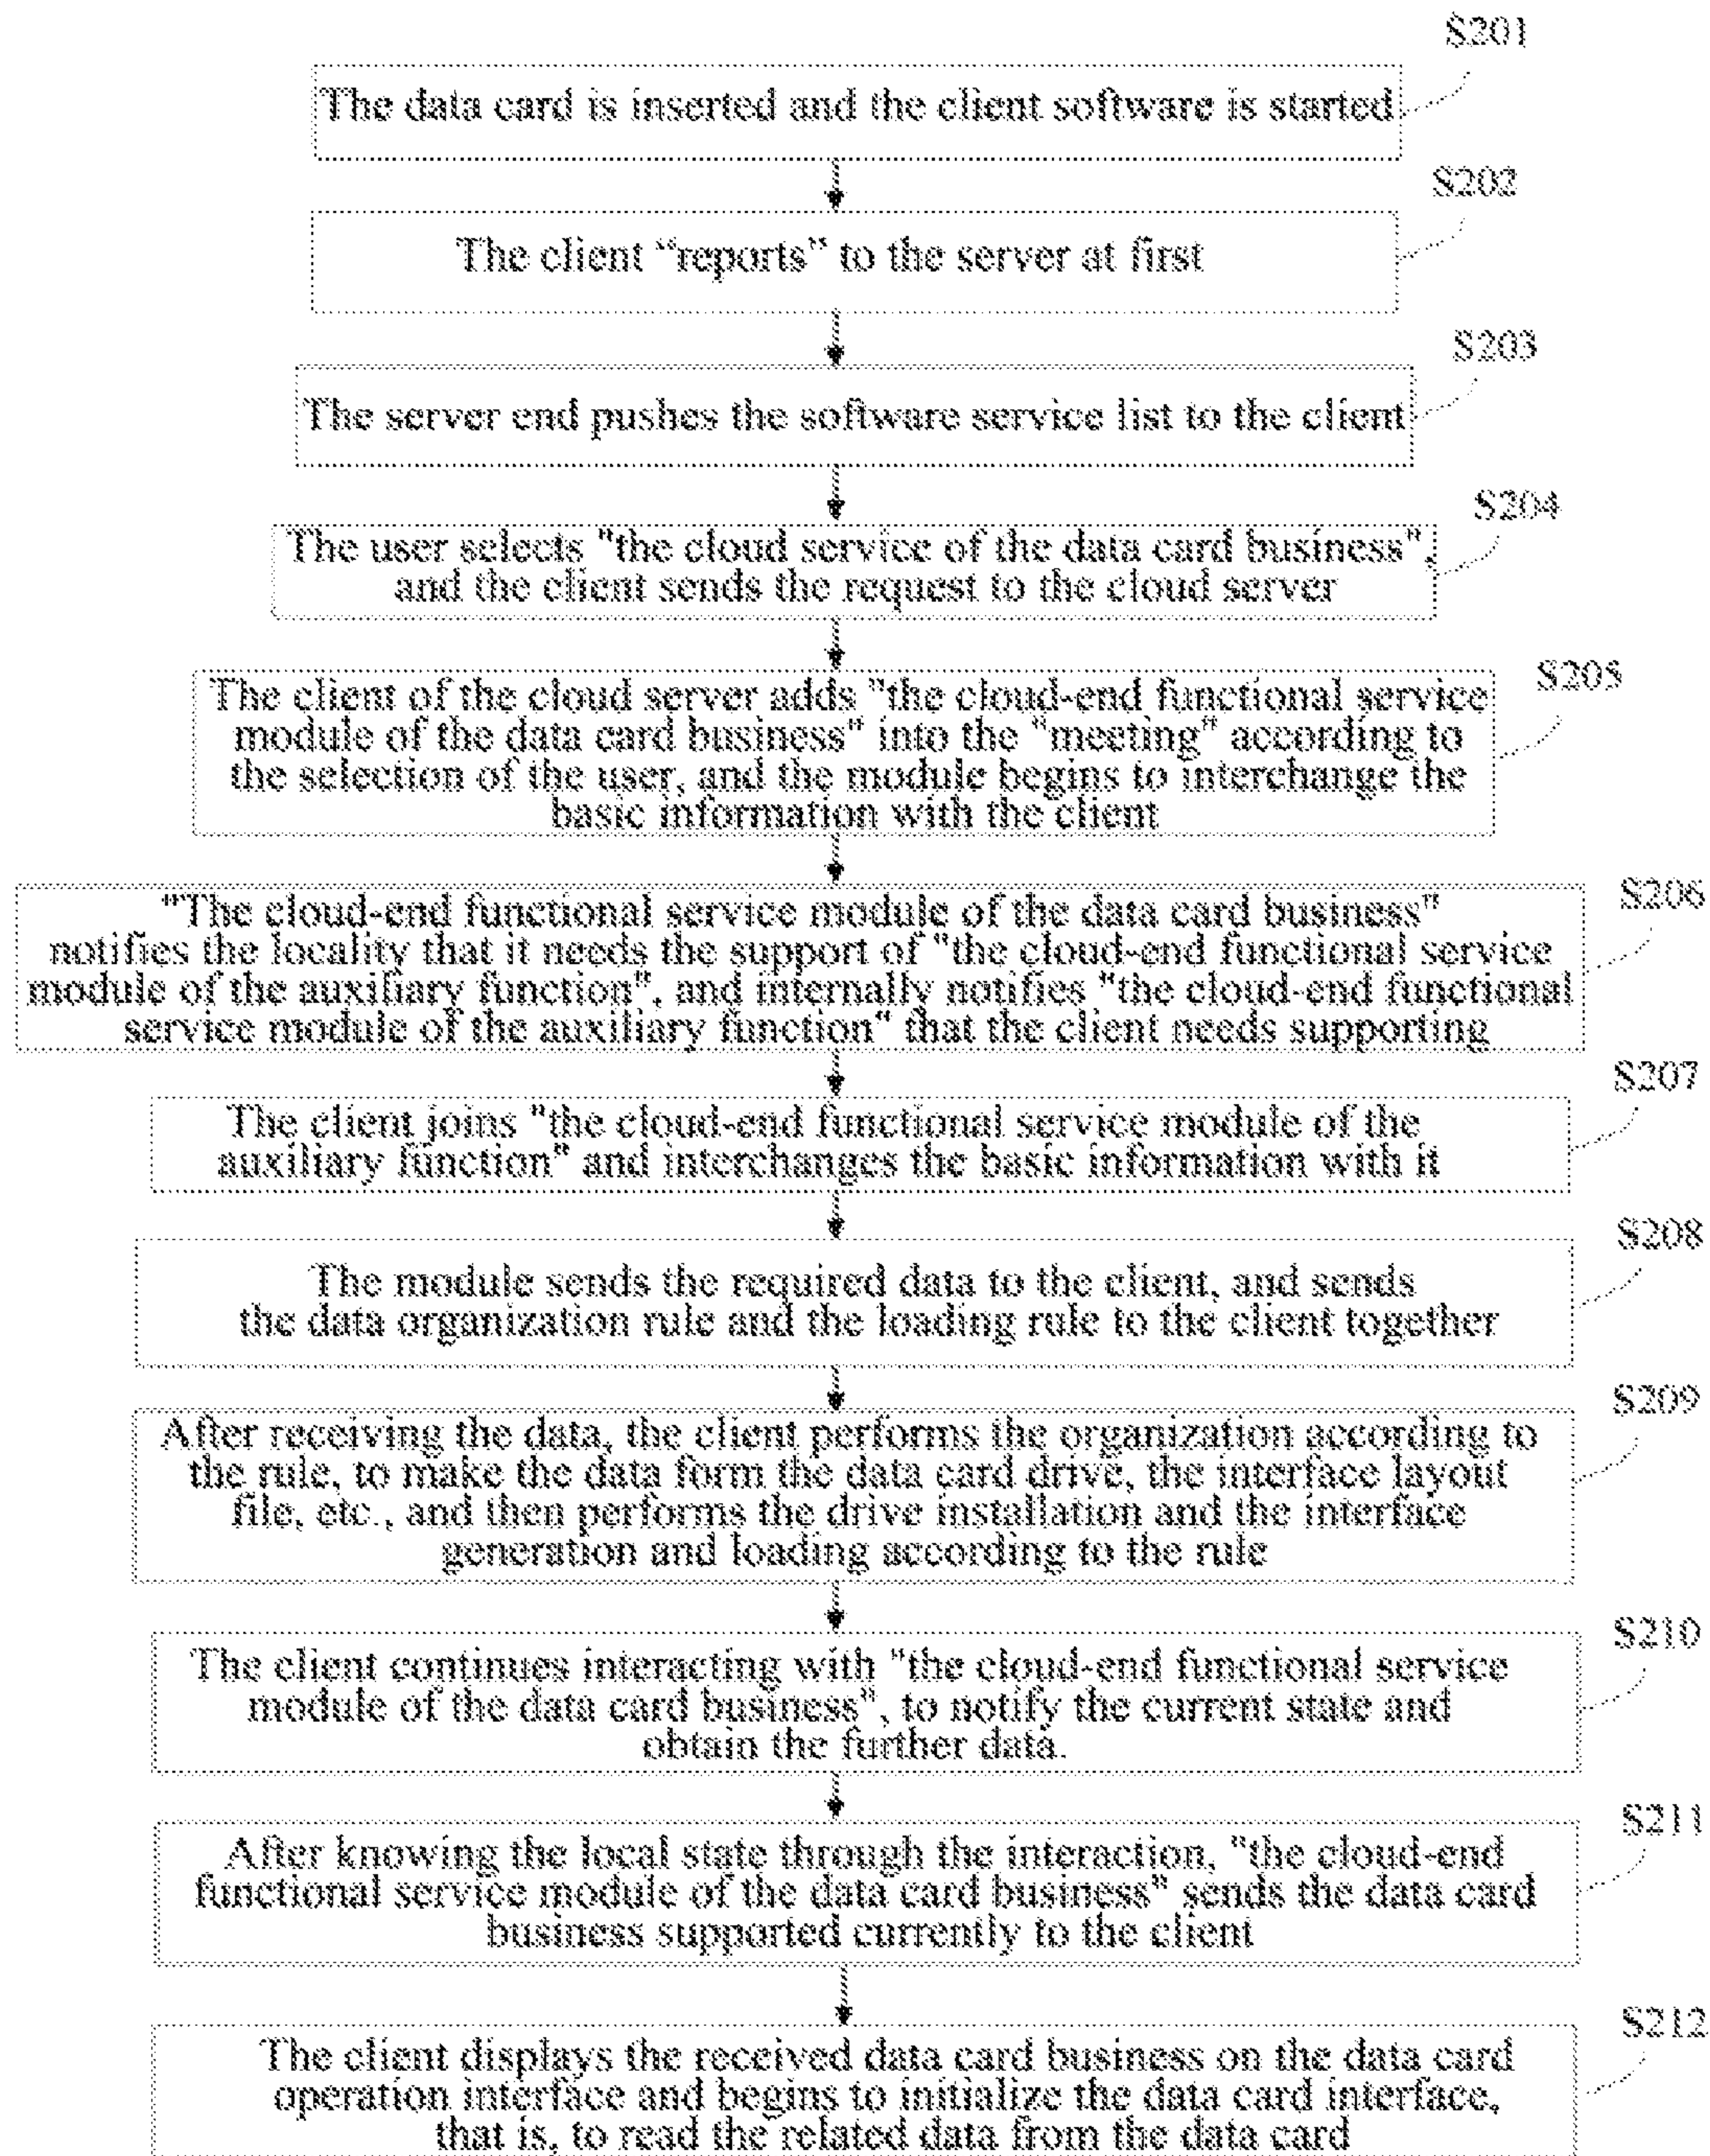 S201
The data card is inserted and the client software is started
S202
The client “reports” to the server at first
S203
The server end pushes the software service list to the client
S204
The user selects "the cloud service of the data card business",
and the client sends the request to the cloud server
S205
The client of the cloud server adds "the cloud-end functional service
module of the data card business" into the "meeting" according to
the selection of the user, and the module begins to interchange the
basic information with the client
S206
"The cloud-end functional service module of the data card business"
notifies the locality that it needs the support of "the cloud-end functional service
module of the auxiliary function", and internally notifies "the cloud-end functional
service module of the auxiliary function" that the client needs supporting
S207
The client joins "the cloud-end functional service module of the
auxiliary function" and interchanges the basic information with it
S208
The module sends the required data to the client, and sends
the data organization rule and the loading rule to the client together
S209
After receiving the data, the client performs the organization according to
the rule, to make the data form the data card drive, the interface layout
file, etc., and then performs the drive installation and the interface
generation and loading according to the rule
S210
The client continues interacting with "the cloud-end functional service
module of the data card business", to notify the current state and
obtain the further data.
S211
After knowing the local state through the interaction, "the cloud-end
functional service module of the data card business" sends the data card
business supported currently to the client
S212
The client displays the received data card business on the data card
operation interface and begins to initialize the data card interface,
that is, to read the related data from the data card